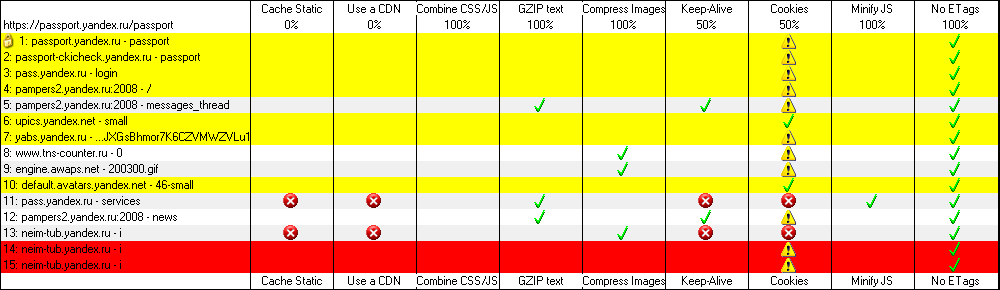 Cache Static Use a CDN Combine CSS/JS GZIP text Compress Images Keep-Alive Cookies Minify JS No ETags
https://passport.yandex.ru/passport 0% 0% 100% 100% 100% 50% 50% 100% 100%
1: passport.yandex.ru - passport
2: passport-ckicheck.yandex.ru - passport
3: pass.yandex.ru - login
4: pampers2.yandex.ru:2008 - /
5: pampers2.yandex.ru:2008 - messages_thread
6: upics.yandex.net - small
7: yabs.yandex.ru - ...JXGsBhmor7K6CZVMWZVLu1
8: www.tns-counter.ru - 0
9: engine.awaps.net - 200300.gif
10: default.avatars.yandex.net - 46-small
11: pass.yandex.ru - services
12: pampers2.yandex.ru:2008 - news
13: neim-tub.yandex.ru - i
14: neim-tub.yandex.ru - i
15: neim-tub.yandex.ru - i
Cache Static Use a CDN Combine CSS/JS GZIP text Compress Images Keep-Alive Cookies Minify JS No ETags